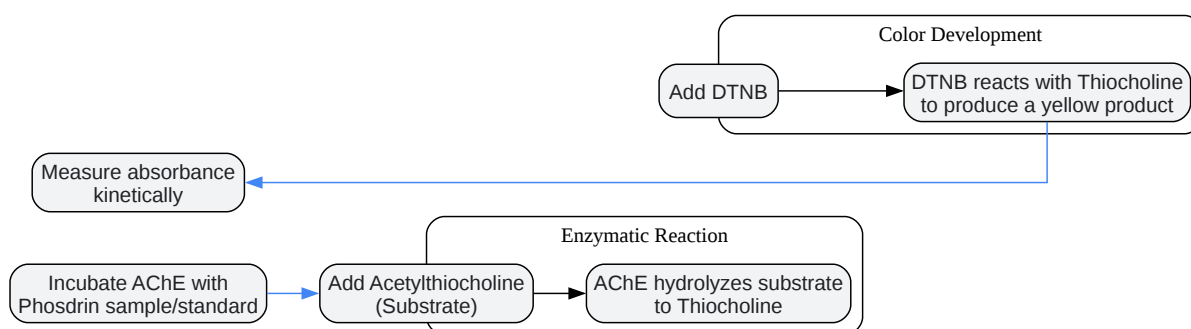 Color Development
Add DTNB
DTNB reacts with Thiocholine
to produce a yellow product
Measure absorbance
kinetically
Enzymatic Reaction
Incubate AChE with
Phosdrin sample/standard
Add Acetylthiocholine
(Substrate)
AChE hydrolyzes substrate
to Thiocholine